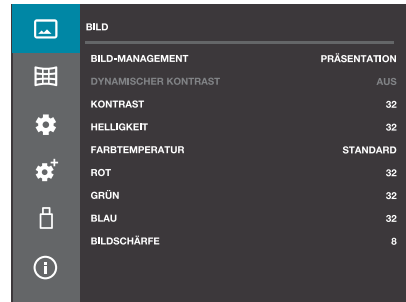 BILD
BILD-MANAGEMENT PRÄSENTATION
DYNAMISCHER KONTRAST AUS
KONTRAST 32
HELLIGKEIT 32
FARBTEMPERATUR STANDARD
ROT 32
GRÜN 32
BLAU 32
BILDSCHÄRFE 8